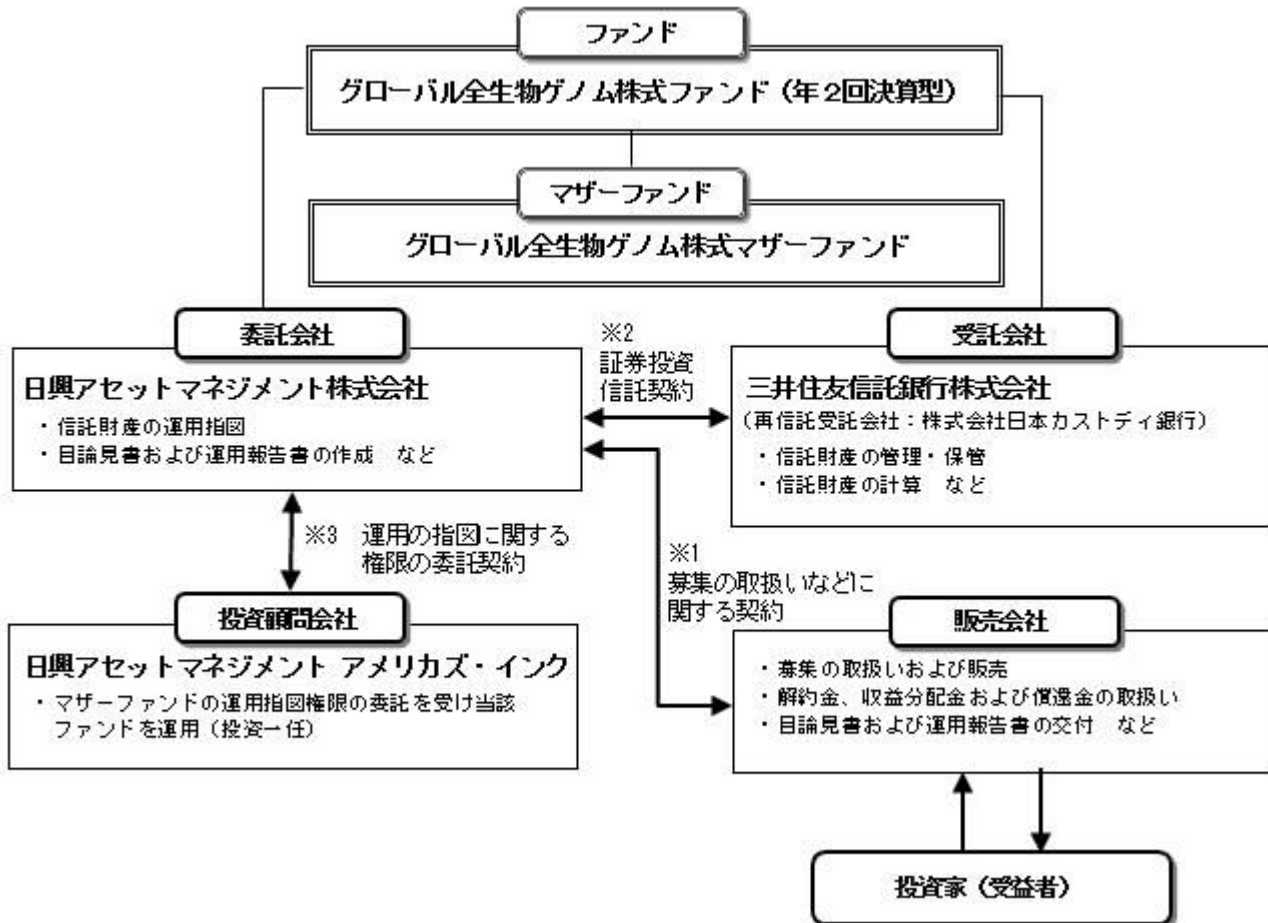 ファンド
グローバル全生物ゲノム株式ファンド（年２回決算型）
マザーファンド
グローバル全生物ゲノム株式マザーファンド
委託会社
日興アセットマネジメント株式会社
・信託財産の運用指図
・目論見書および運用報告書の作成　など
※2
証券投資
信託契約
受託会社
三井住友信託銀行株式会社
（再信託受託会社：株式会社日本カストディ銀行）
・信託財産の管理・保管
・信託財産の計算　など
※3　運用の指図に関する
権限の委託契約
※1
募集の取扱いなどに
関する契約
投資顧問会社
日興アセットマネジメント アメリカズ・インク
・マザーファンドの運用指図権限の委託を受け当該
ファンドを運用（投資一任）
販売会社
・募集の取扱いおよび販売
・解約金、収益分配金および償還金の取扱い
・目論見書および運用報告書の交付　など
投資家（受益者）